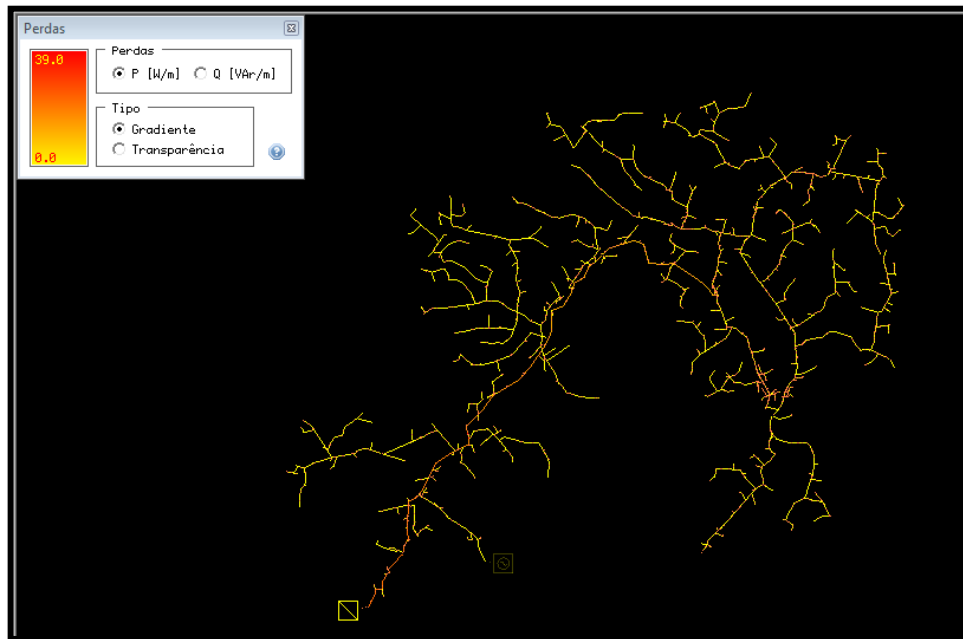 Perdas
39.0
0.0
Perdas
P [W/m] Q [VAr/m]
Tipo
Gradiente
Transparência